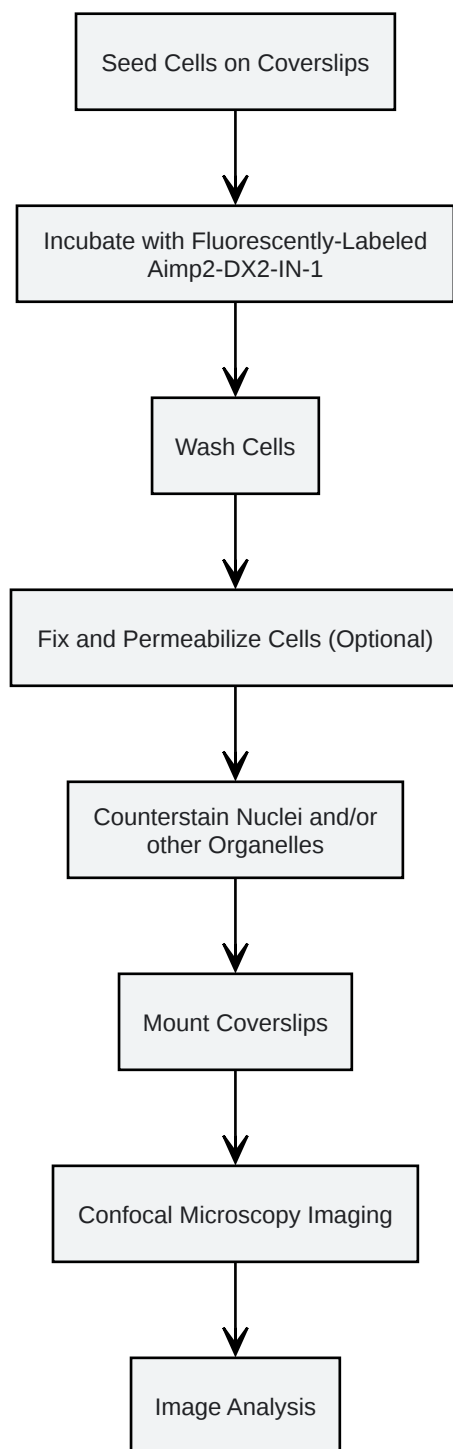 Seed Cells on Coverslips
Incubate with Fluorescently-Labeled
Aimp2-DX2-IN-1
Wash Cells
Fix and Permeabilize Cells (Optional)
Counterstain Nuclei and/or
other Organelles
Mount Coverslips
Confocal Microscopy Imaging
Image Analysis